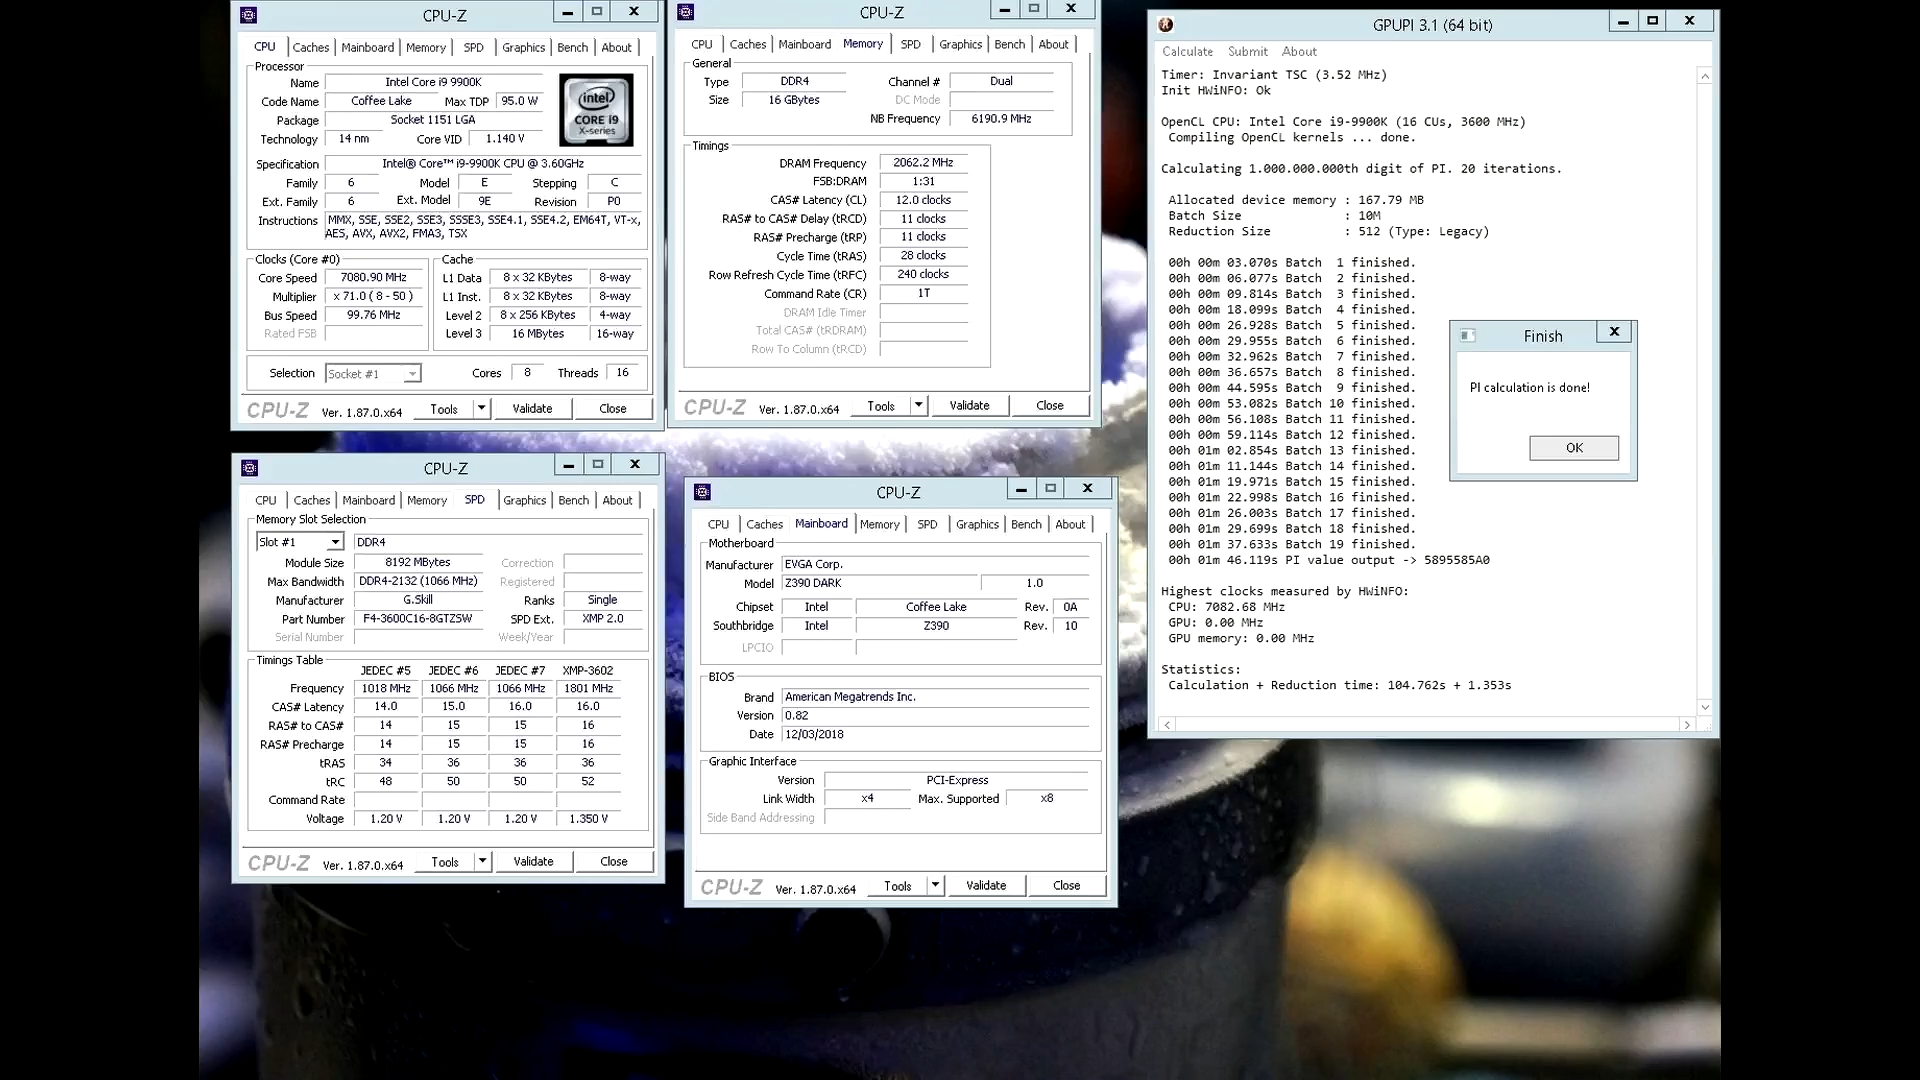 CPU-Z
CPU Caches Mainboard Memory SPD Graphics Bench About
Processor
Name Intel Core i9 9900K
Code Name Coffee Lake Max TDP 95.0 W
Package Socket 1151 LGA
Technology 14 nm Core VID 1.140 V
intel
CORE i9
X-series
Specification Intel® Core™ i9-9900K CPU @ 3.60GHz
Family 6 Model E Stepping C
Ext. Family 6 Ext. Model 9E Revision P0
Instructions MMX, SSE, SSE2, SSE3, SSSE3, SSE4.1, SSE4.2, EM64T, VT-x,
AES, AVX, AVX2, FMA3, TSX
Clocks (Core #0)
Core Speed 7080.90 MHz
Multiplier x 71.0 ( 8 - 50 )
Bus Speed 99.76 MHz
Rated FSB
Cache
L1 Data 8 x 32 KBytes 8-way
L1 Inst. 8 x 32 KBytes 8-way
Level 2 8 x 256 KBytes 4-way
Level 3 16 MBytes 16-way
Selection Socket #1 Cores 8 Threads 16
CPU-Z Ver. 1.87.0.x64 Tools Validate Close
CPU-Z
CPU Caches Mainboard Memory SPD Graphics Bench About
General
Type DDR4 Channel # Dual
Size 16 GBytes DC Mode
NB Frequency 6190.9 MHz
Timings
DRAM Frequency 2062.2 MHz
FSB:DRAM 1:31
CAS# Latency (CL) 12.0 clocks
RAS# to CAS# Delay (tRCD) 11 clocks
RAS# Precharge (tRP) 11 clocks
Cycle Time (tRAS) 28 clocks
Row Refresh Cycle Time (tRFC) 240 clocks
Command Rate (CR) 1T
DRAM Idle Timer
Total CAS# (tRDRAM)
Row To Column (tRCD)
CPU-Z Ver. 1.87.0.x64 Tools Validate Close
GPUPI 3.1 (64 bit)
Calculate Submit About
Timer: Invariant TSC (3.52 MHz)
Init HWiNFO: Ok
OpenCL CPU: Intel Core i9-9900K (16 CUs, 3600 MHz)
Compiling OpenCL kernels ... done.
Calculating 1.000.000.000th digit of PI. 20 iterations.
Allocated device memory : 167.79 MB
Batch Size : 10M
Reduction Size : 512 (Type: Legacy)
00h 00m 03.070s Batch 1 finished.
00h 00m 06.077s Batch 2 finished.
00h 00m 09.814s Batch 3 finished.
00h 00m 18.099s Batch 4 finished.
00h 00m 26.928s Batch 5 finished.
00h 00m 29.955s Batch 6 finished.
00h 00m 32.962s Batch 7 finished.
00h 00m 36.657s Batch 8 finished.
00h 00m 44.595s Batch 9 finished.
00h 00m 53.082s Batch 10 finished.
00h 00m 56.108s Batch 11 finished.
00h 00m 59.114s Batch 12 finished.
00h 01m 02.854s Batch 13 finished.
00h 01m 11.144s Batch 14 finished.
00h 01m 19.971s Batch 15 finished.
00h 01m 22.998s Batch 16 finished.
00h 01m 26.003s Batch 17 finished.
00h 01m 29.699s Batch 18 finished.
00h 01m 37.633s Batch 19 finished.
00h 01m 46.119s PI value output -> 5895585A0
Highest clocks measured by HWiNFO:
CPU: 7082.68 MHz
GPU: 0.00 MHz
GPU memory: 0.00 MHz
Statistics:
Calculation + Reduction time: 104.762s + 1.353s
Finish
PI calculation is done!
OK
CPU-Z
CPU Caches Mainboard Memory SPD Graphics Bench About
Memory Slot Selection
Slot #1 DDR4
Module Size 8192 MBytes Correction
Max Bandwidth DDR4-2132 (1066 MHz) Registered
Manufacturer G.Skill Ranks Single
Part Number F4-3600C16-8GTZSW SPD Ext. XMP 2.0
Serial Number Week/Year
Timings Table
JEDEC #5 JEDEC #6 JEDEC #7 XMP-3602
Frequency 1018 MHz 1066 MHz 1066 MHz 1801 MHz
CAS# Latency 14.0 15.0 16.0 16.0
RAS# to CAS# 14 15 15 16
RAS# Precharge 14 15 15 16
tRAS 34 36 36 36
tRC 48 50 50 52
Command Rate
Voltage 1.20 V 1.20 V 1.20 V 1.350 V
CPU-Z Ver. 1.87.0.x64 Tools Validate Close
CPU-Z
CPU Caches Mainboard Memory SPD Graphics Bench About
Motherboard
Manufacturer EVGA Corp.
Model Z390 DARK 1.0
Chipset Intel Coffee Lake Rev. 0A
Southbridge Intel Z390 Rev. 10
LPCIO
BIOS
Brand American Megatrends Inc.
Version 0.82
Date 12/03/2018
Graphic Interface
Version PCI-Express
Link Width x4 Max. Supported x8
Side Band Addressing
CPU-Z Ver. 1.87.0.x64 Tools Validate Close